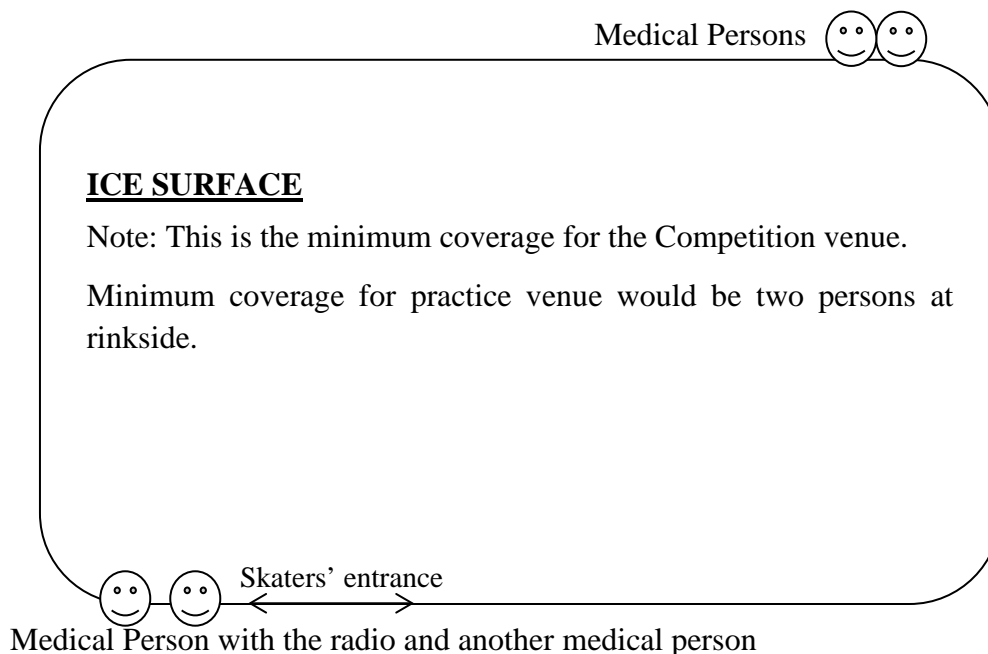 Medical Persons
ICE SURFACE
Note: This is the minimum coverage for the Competition venue.
Minimum coverage for practice venue would be two persons at
rinkside.
Skaters’ entrance
Medical Person with the radio and another medical person